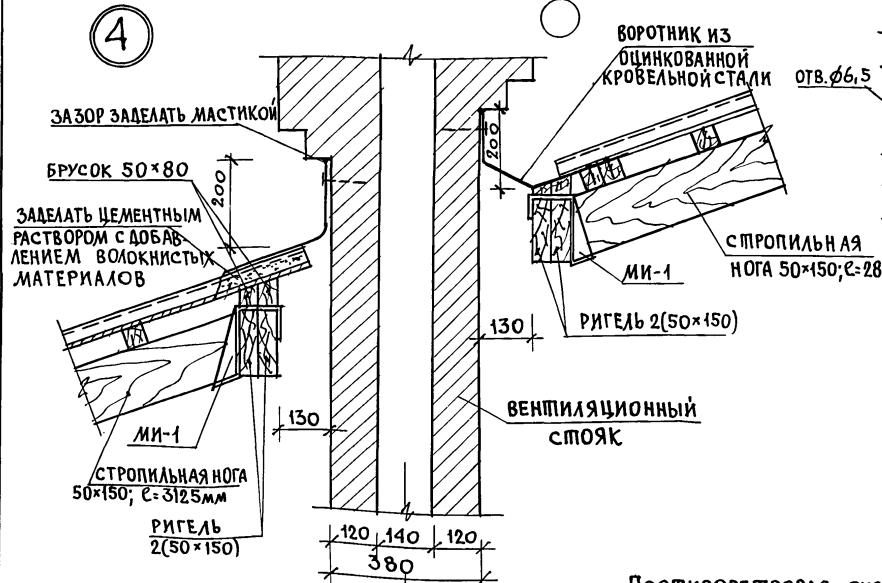 4
ВОРОТНИК ИЗ
ОЦИНКОВАННОЙ
КРОВЕЛЬНОЙ СТАЛИ
ОТВ. ϕ6,5
ЗАЗОР ЗАДЕЛАТЬ МАСТИКОЙ
БРУСОК 50×80
200
200
ЗАДЕЛАТЬ ЦЕМЕНТНЫМ
РАСТВОРОМ С ДОБАВ-
ЛЕНИЕМ ВОЛОКНИСТЫХ
МАТЕРИАЛОВ
СТРОПИЛЬНАЯ
НОГА 50×150; ℓ=28
МИ-1
РИГЕЛЬ 2(50×150)
130
130
ВЕНТИЛЯЦИОННЫЙ
СТОЯК
МИ-1
СТРОПИЛЬНАЯ НОГА
50×150; ℓ=3125мм
РИГЕЛЬ
2(50×150)
120 140 120
380